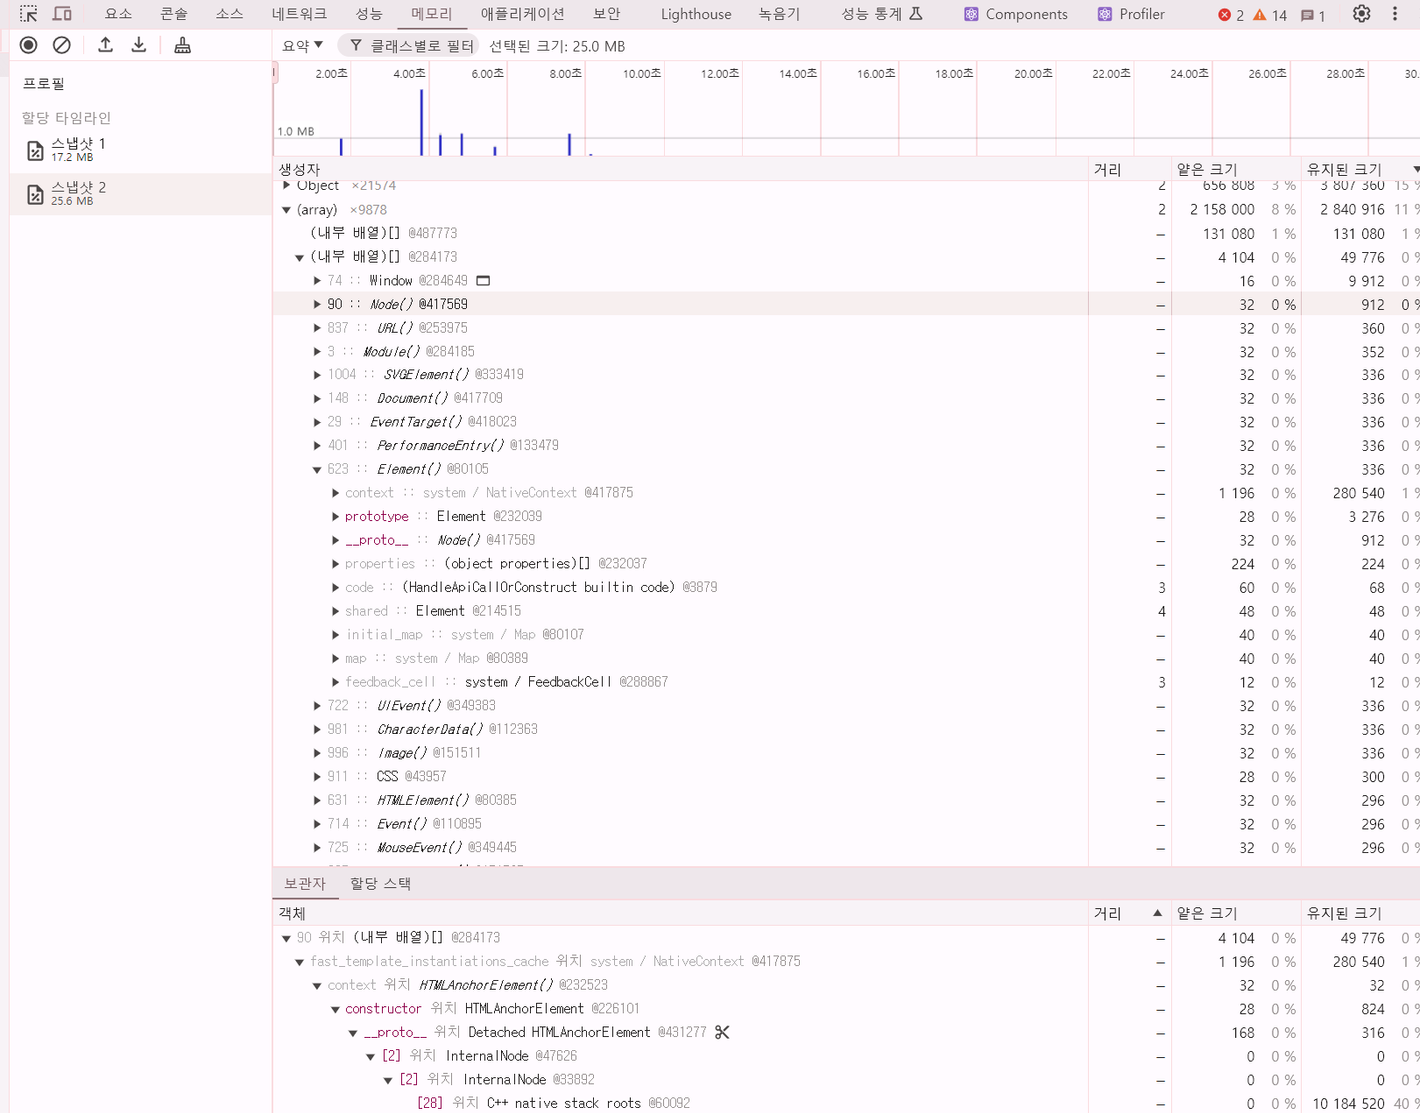 요소 콘솔 소스 네트워크 성능 메모리 애플리케이션 보안 Lighthouse 녹음기 성능 통계 Components Profiler 2 14 1
요약 클래스별로 필터 선택된 크기: 25.0 MB
프로필
할당 타임라인
스냅샷 1
17.2 MB
스냅샷 2
25.6 MB
2.00초 4.00초 6.00초 8.00초 10.00초 12.00초 14.00초 16.00초 18.00초 20.00초 22.00초 24.00초 26.00초 28.00초 30.
1.0 MB
생성자 거리 얕은 크기 유지된 크기
Object ×21574 2 656 808 3 % 3 807 360 15 %
(array) ×9878 2 2 158 000 8 % 2 840 916 11 %
(내부 배열)[] @487773 – 131 080 1 % 131 080 1 %
(내부 배열)[] @284173 – 4 104 0 % 49 776 0 %
74 :: Window @284649 – 16 0 % 9 912 0 %
90 :: Node() @417569 – 32 0 % 912 0 %
837 :: URL() @253975 – 32 0 % 360 0 %
3 :: Module() @284185 – 32 0 % 352 0 %
1004 :: SVGElement() @333419 – 32 0 % 336 0 %
148 :: Document() @417709 – 32 0 % 336 0 %
29 :: EventTarget() @418023 – 32 0 % 336 0 %
401 :: PerformanceEntry() @133479 – 32 0 % 336 0 %
623 :: Element() @80105 – 32 0 % 336 0 %
context :: system / NativeContext @417875 – 1 196 0 % 280 540 1 %
prototype :: Element @232039 – 28 0 % 3 276 0 %
__proto__ :: Node() @417569 – 32 0 % 912 0 %
properties :: (object properties)[] @232037 – 224 0 % 224 0 %
code :: (HandleApiCallOrConstruct builtin code) @3879 3 60 0 % 68 0 %
shared :: Element @214515 4 48 0 % 48 0 %
initial_map :: system / Map @80107 – 40 0 % 40 0 %
map :: system / Map @80389 – 40 0 % 40 0 %
feedback_cell :: system / FeedbackCell @288867 3 12 0 % 12 0 %
722 :: UIEvent() @349383 – 32 0 % 336 0 %
981 :: CharacterData() @112363 – 32 0 % 336 0 %
996 :: Image() @151511 – 32 0 % 336 0 %
911 :: CSS @43957 – 28 0 % 300 0 %
631 :: HTMLElement() @80385 – 32 0 % 296 0 %
714 :: Event() @110895 – 32 0 % 296 0 %
725 :: MouseEvent() @349445 – 32 0 % 296 0 %
보관자 할당 스택
객체 거리 얕은 크기 유지된 크기
90 위치 (내부 배열)[] @284173 – 4 104 0 % 49 776 0 %
fast_template_instantiations_cache 위치 system / NativeContext @417875 – 1 196 0 % 280 540 1 %
context 위치 HTMLAnchorElement() @232523 – 32 0 % 32 0 %
constructor 위치 HTMLAnchorElement @226101 – 28 0 % 824 0 %
__proto__ 위치 Detached HTMLAnchorElement @431277 – 168 0 % 316 0 %
[2] 위치 InternalNode @47626 – 0 0 % 0 0 %
[2] 위치 InternalNode @33892 – 0 0 % 0 0 %
[28] 위치 C++ native stack roots @60092 – 0 0 % 10 184 520 40 %